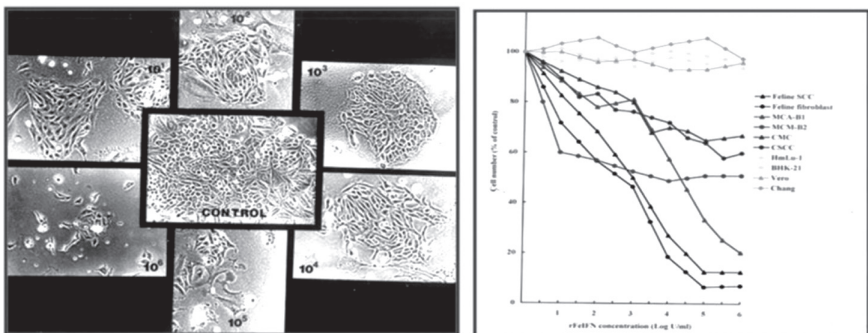 10¹
10³
CONTROL
10⁶
10⁵
10⁴
Cell number (% of control)
100
80
60
40
20
0
1 2 3 4 5 6
rFeIFN concentration (Log U/ml)
Feline SCC
Feline fibroblast
MCA-B1
MCM-B2
CMC
CSCC
HmLu-1
BHK-21
Vero
Chang